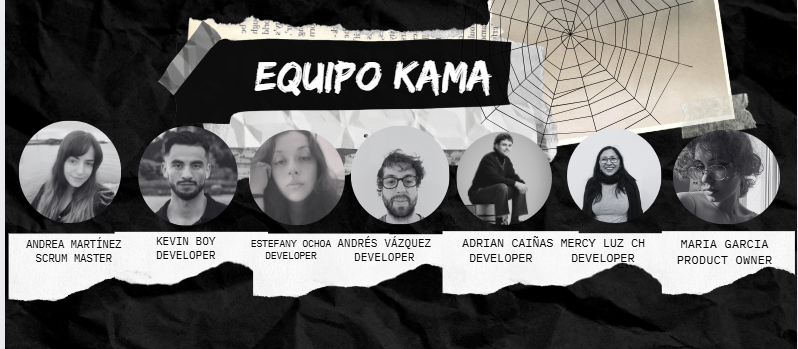 EQUIPO KAMA
ANDREA MARTÍNEZ
SCRUM MASTER
KEVIN BOY
DEVELOPER
ESTEFANY OCHOA
DEVELOPER
ANDRÉS VÁZQUEZ
DEVELOPER
ADRIAN CAIÑAS
DEVELOPER
MERCY LUZ CH
DEVELOPER
MARIA GARCIA
PRODUCT OWNER